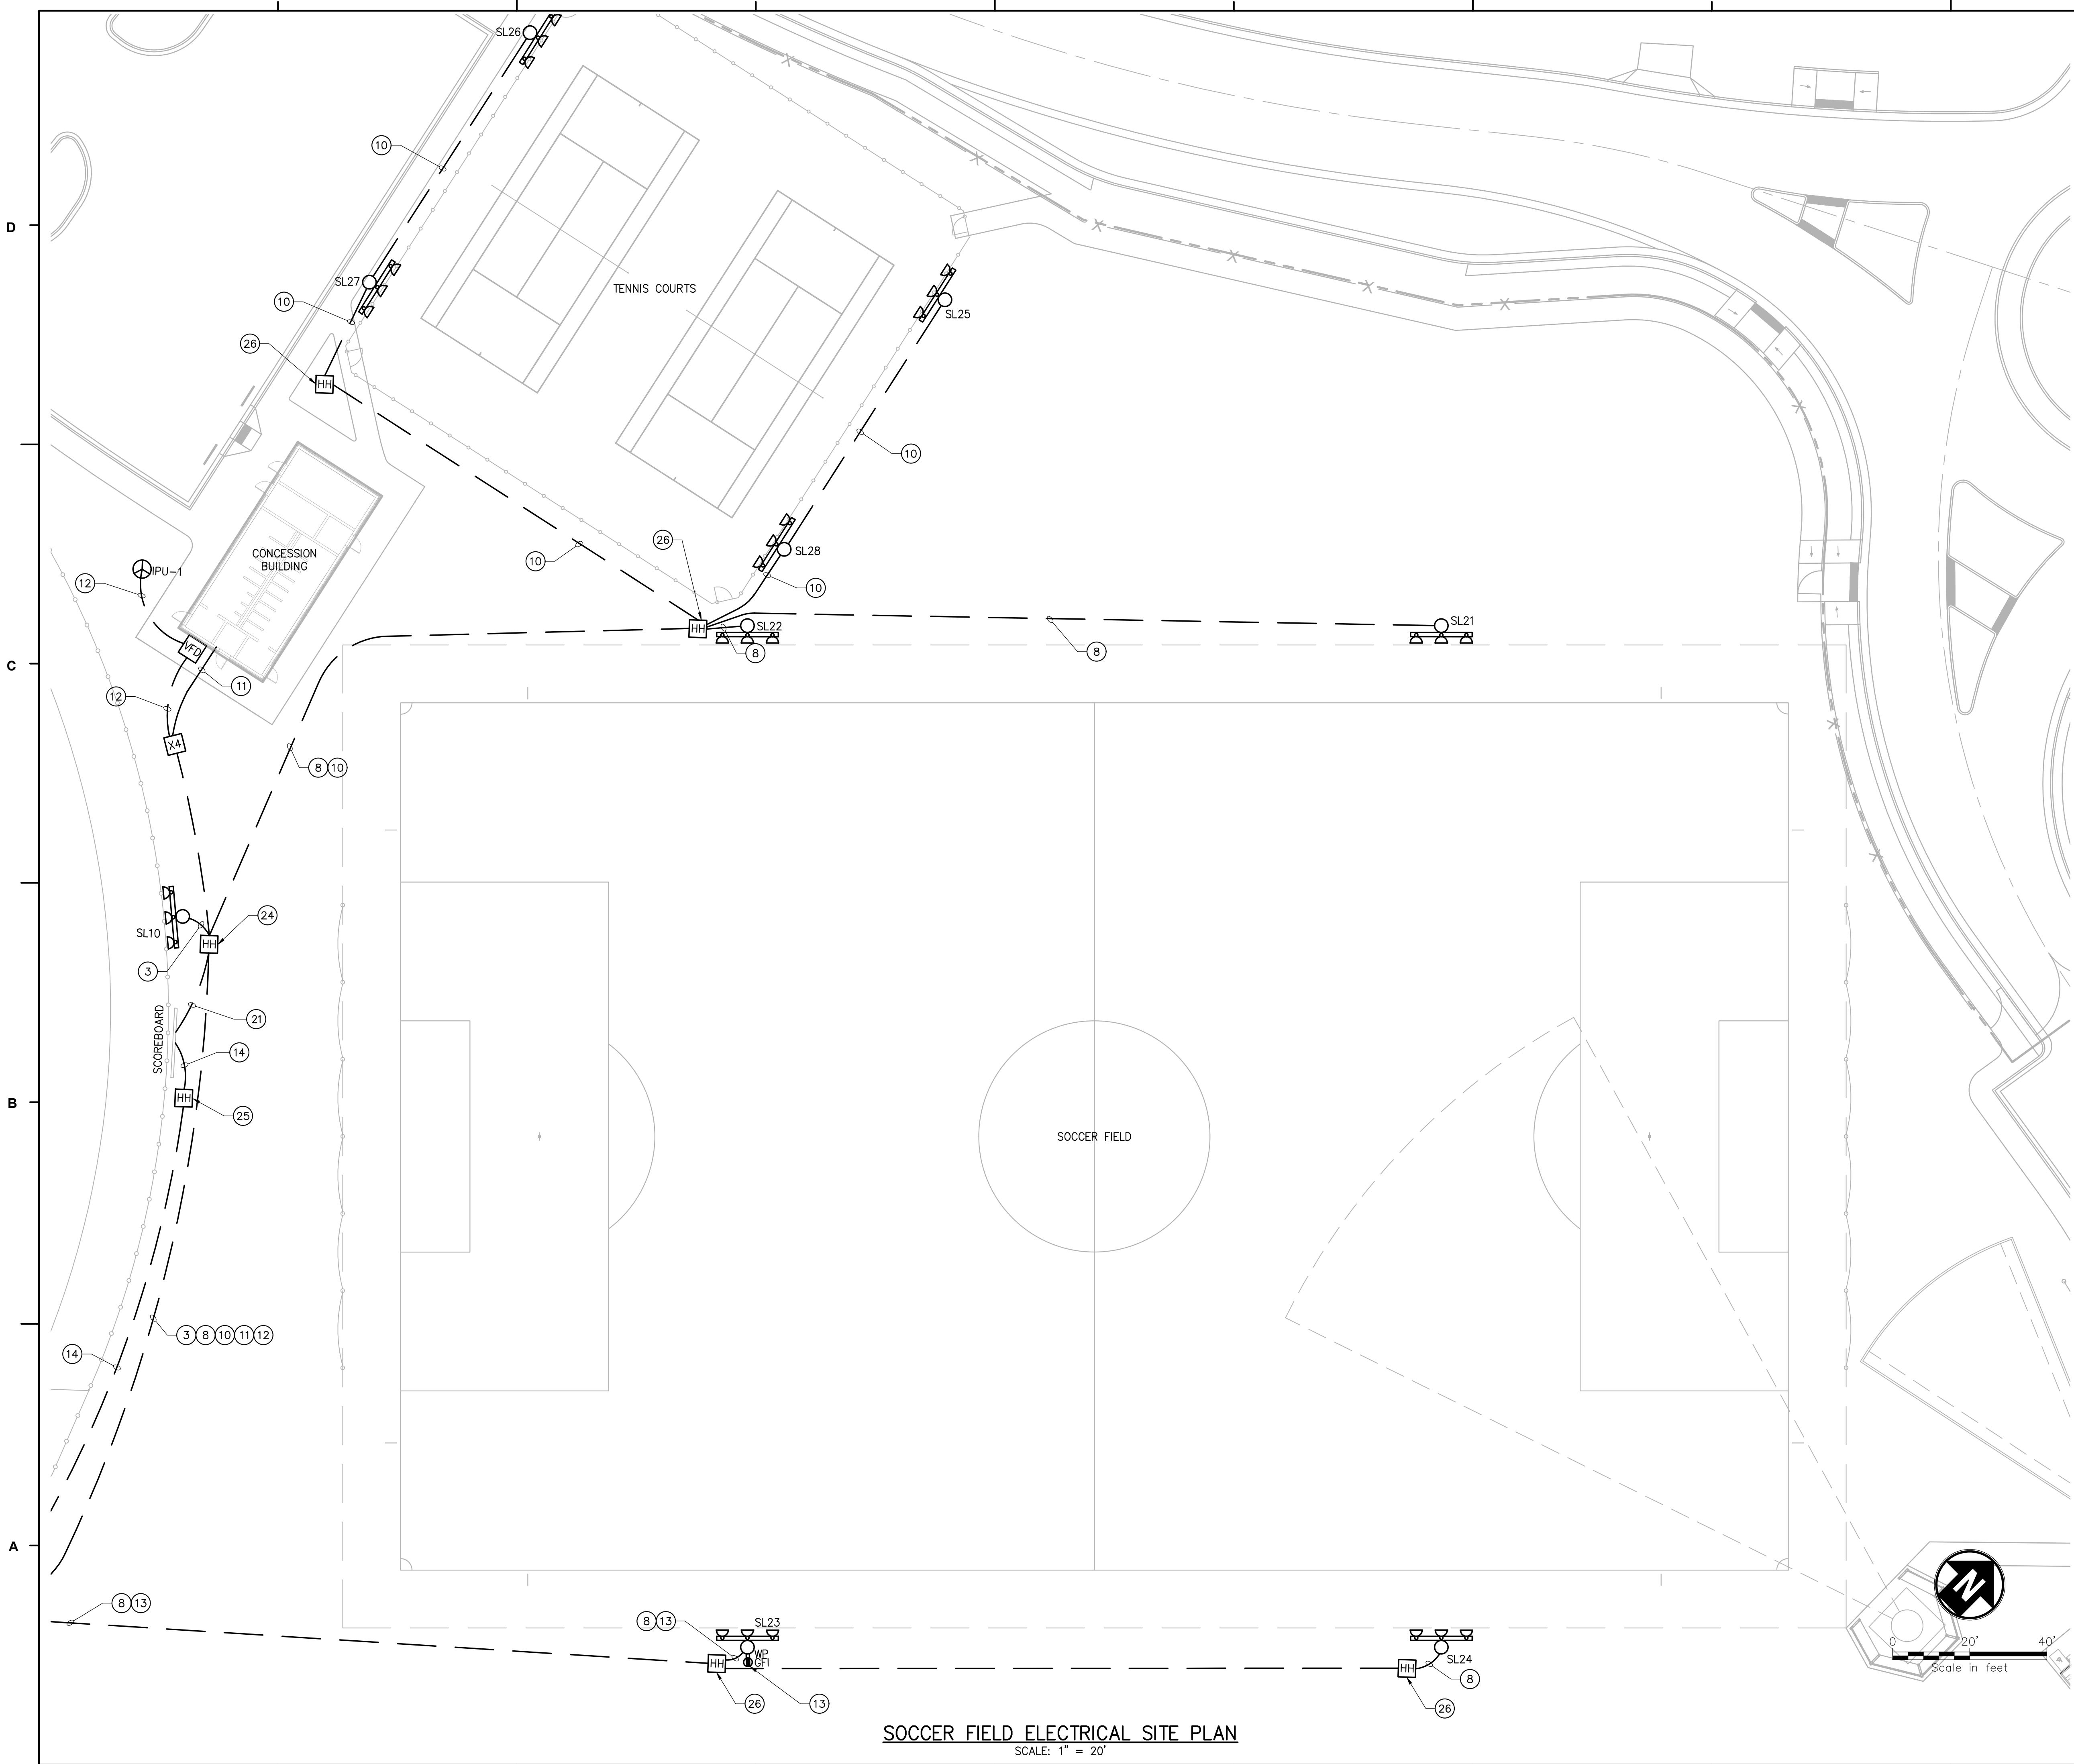 SL26
10
D
SL27
TENNIS COURTS
10
SL25
26
HH
10
CONCESSION
BUILDING
26
SL28
IPU-1
10
12
10
HH
SL22
SL21
VFD
8
8
C
11
12
X4
8 10
24
SL10
HH
3
21
SCOREBOARD
14
B
HH
25
SOCCER FIELD
3 8 10 11 12
14
A
N
8 13
8 13
SL23
0 20' 40'
WP
GFI
SL24
Scale in feet
HH
HH
8
26
13
26
SOCCER FIELD ELECTRICAL SITE PLAN
SCALE: 1" = 20'